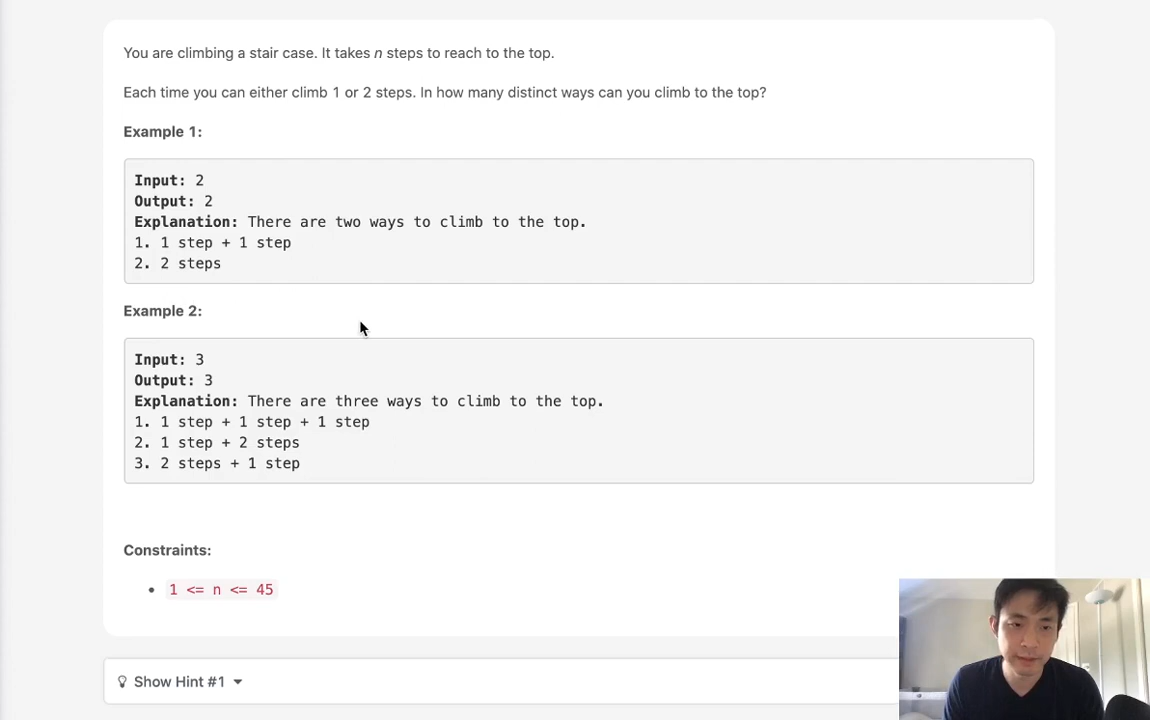 You are climbing a stair case. It takes n steps to reach to the top.
Each time you can either climb 1 or 2 steps. In how many distinct ways can you climb to the top?
Example 1:
Input: 2
Output: 2
Explanation: There are two ways to climb to the top.
1. 1 step + 1 step
2. 2 steps
Example 2:
Input: 3
Output: 3
Explanation: There are three ways to climb to the top.
1. 1 step + 1 step + 1 step
2. 1 step + 2 steps
3. 2 steps + 1 step
Constraints:
• 1 <= n <= 45
Show Hint #1